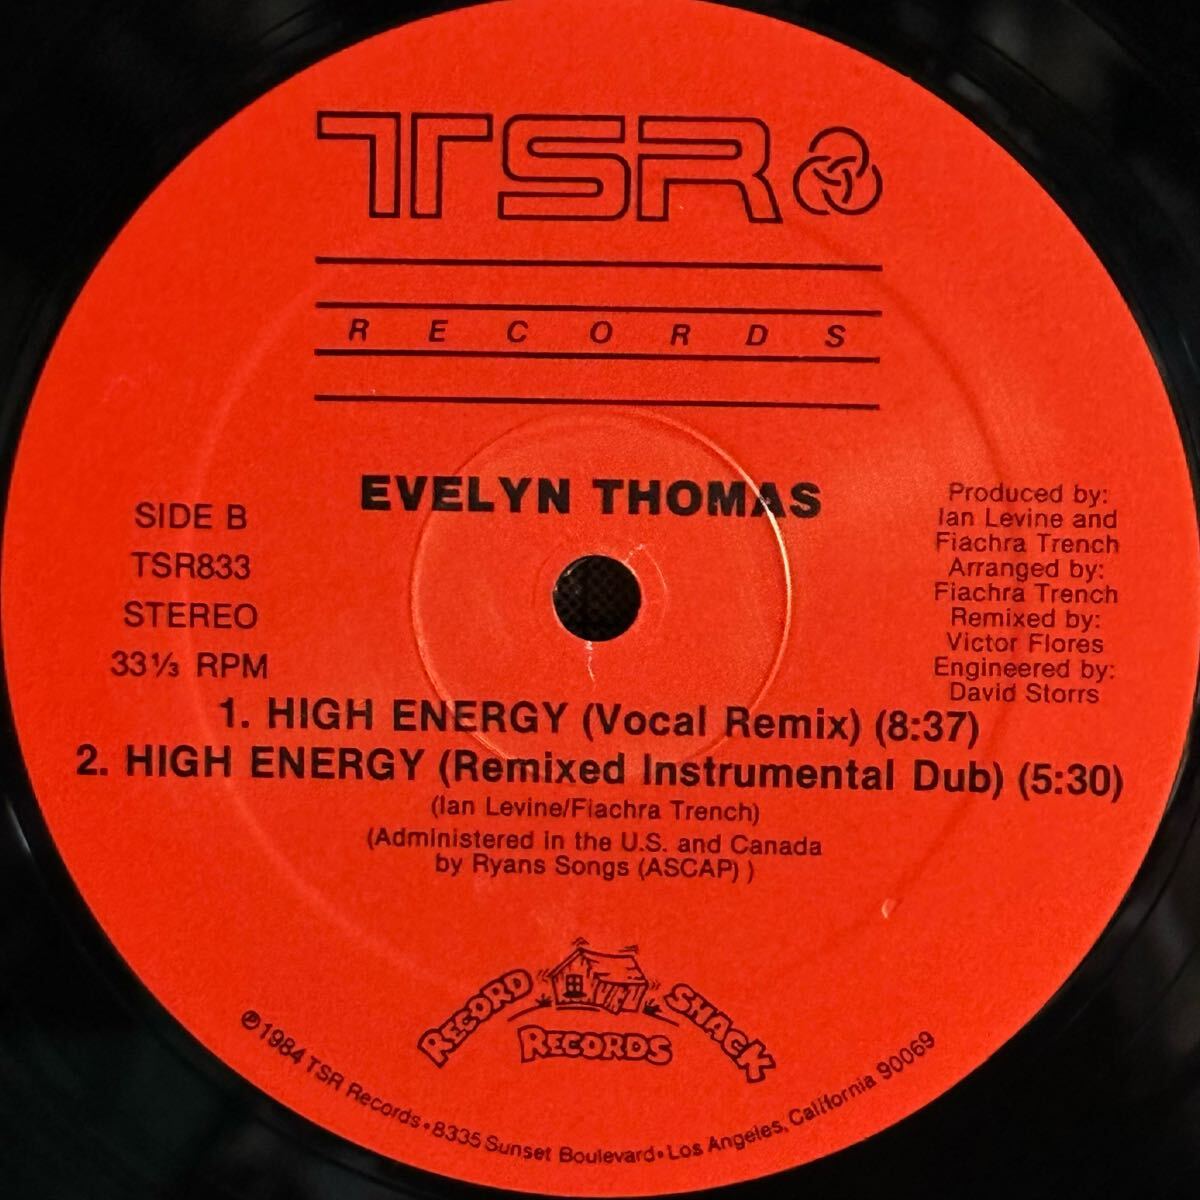 TSR
RECORDS
EVELYN THOMAS
SIDE B
TSR833
STEREO
33 1/3 RPM
Produced by:
Ian Levine and
Fiachra Trench
Arranged by:
Fiachra Trench
Remixed by:
Victor Flores
Engineered by:
David Storrs
1. HIGH ENERGY (Vocal Remix) (8:37)
2. HIGH ENERGY (Remixed Instrumental Dub) (5:30)
(Ian Levine/Fiachra Trench)
(Administered in the U.S. and Canada
by Ryans Songs (ASCAP) )
RECORD SHACK
RECORDS
℗1984 TSR Records • 8335 Sunset Boulevard • Los Angeles, California 90069